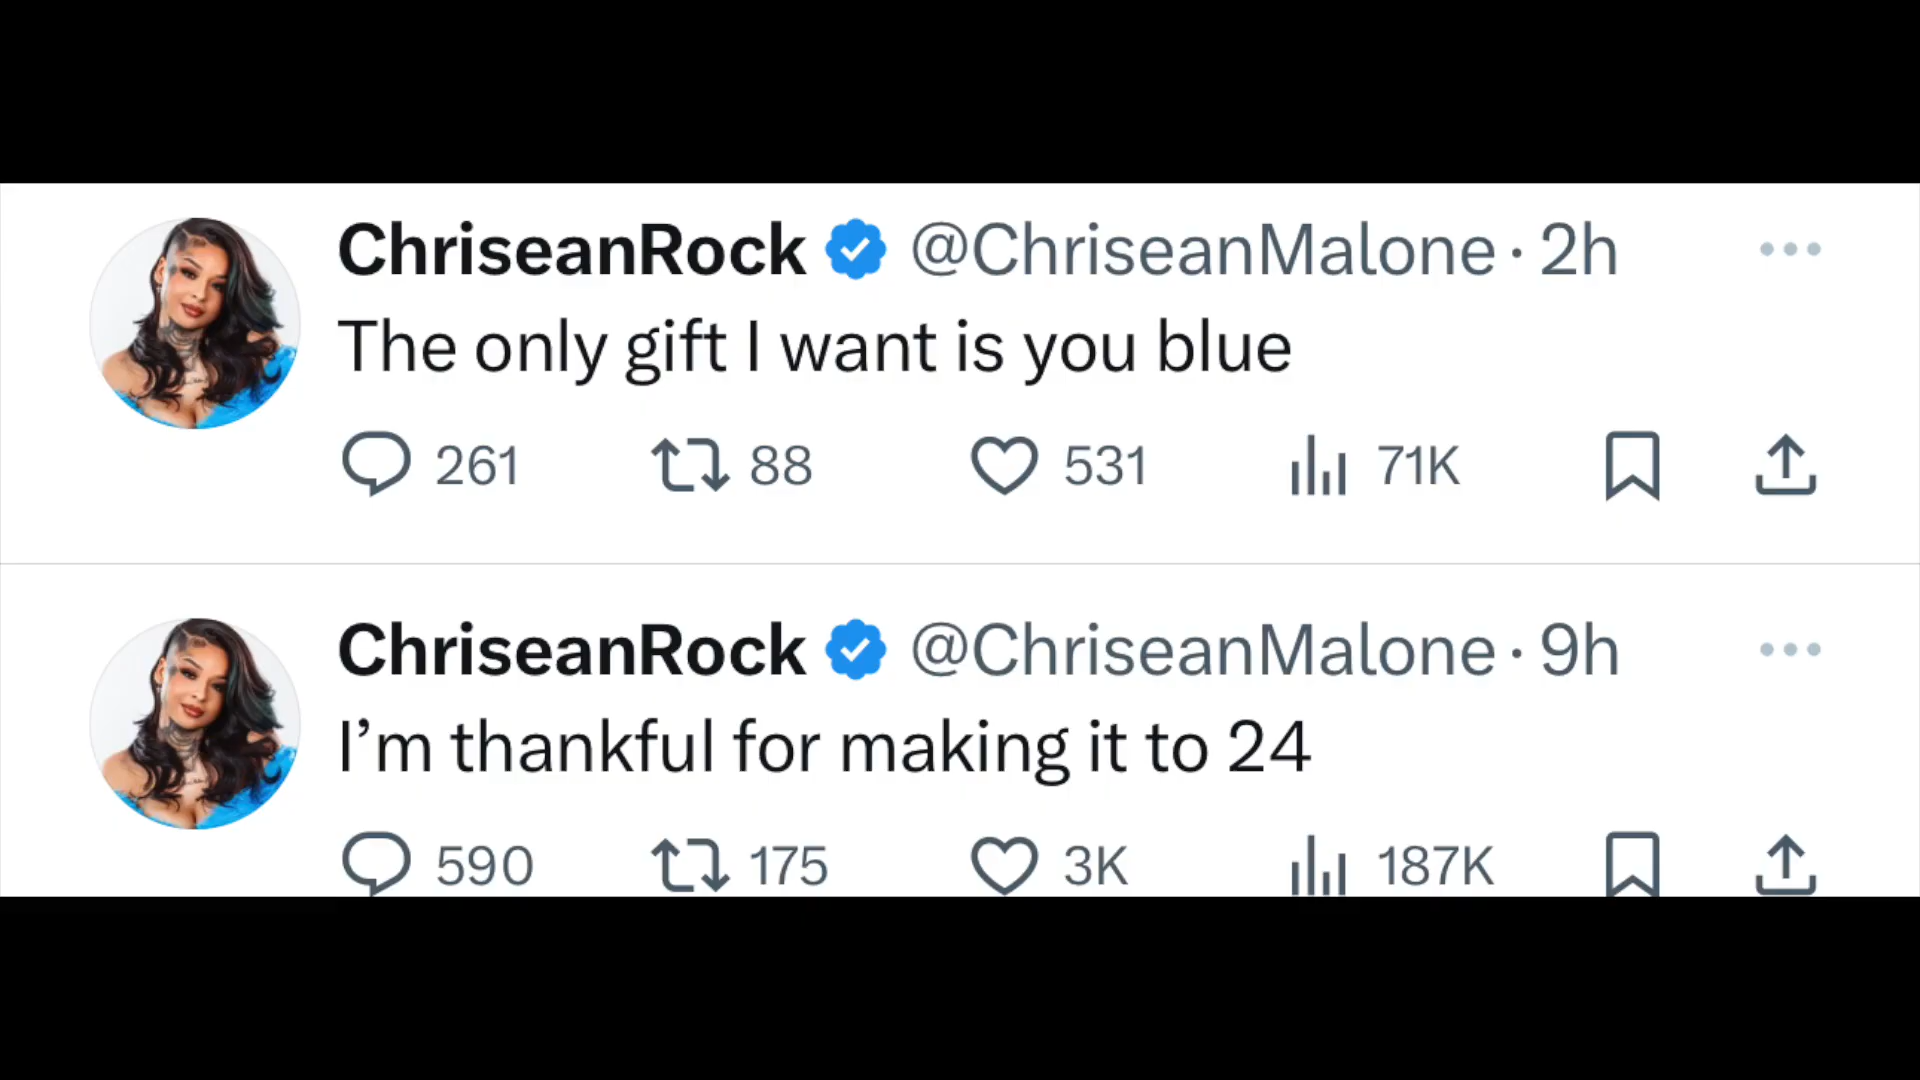 ChriseanRock @ChriseanMalone · 2h
The only gift I want is you blue
261 88 531 71K
ChriseanRock @ChriseanMalone · 9h
I’m thankful for making it to 24
590 175 3K 187K